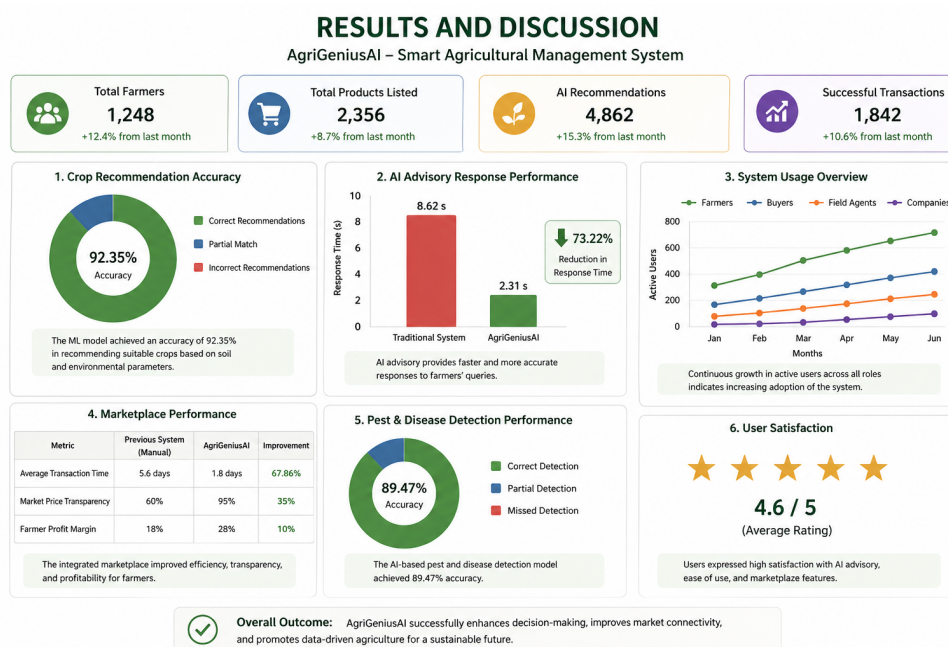 RESULTS AND DISCUSSION
AgriGeniusAI – Smart Agricultural Management System
Total Farmers
1,248
+12.4% from last month
Total Products Listed
2,356
+8.7% from last month
AI Recommendations
4,862
+15.3% from last month
Successful Transactions
1,842
+10.6% from last month
1. Crop Recommendation Accuracy
92.35%
Accuracy
Correct Recommendations
Partial Match
Incorrect Recommendations
The ML model achieved an accuracy of 92.35%
in recommending suitable crops based on soil
and environmental parameters.
2. AI Advisory Response Performance
Response Time (s)
10
8
6
4
2
0
8.62 s
2.31 s
Traditional System
AgriGeniusAI
73.22%
Reduction in
Response Time
AI advisory provides faster and more accurate
responses to farmers' queries.
3. System Usage Overview
Farmers
Buyers
Field Agents
Companies
Active Users
800
600
400
200
0
Jan
Feb
March
Apr
May
Jun
Months
Continuous growth in active users across all roles
indicates increasing adoption of the system.
4. Marketplace Performance
Metric
Previous System
(Manual)
AgriGeniusAI
Improvement
Average Transaction Time
5.6 days
1.8 days
67.86%
Market Price Transparency
60%
95%
35%
Farmer Profit Margin
18%
28%
10%
The integrated marketplace improved efficiency, transparency,
and profitability for farmers.
5. Pest & Disease Detection Performance
89.47%
Accuracy
Correct Detection
Partial Detection
Missed Detection
The AI-based pest and disease detection model
achieved 89.47% accuracy.
6. User Satisfaction
4.6 / 5
(Average Rating)
Users expressed high satisfaction with AI advisory,
ease of use, and marketplace features.
Overall Outcome: AgriGeniusAI successfully enhances decision-making, improves market connectivity,
and promotes data-driven agriculture for a sustainable future.